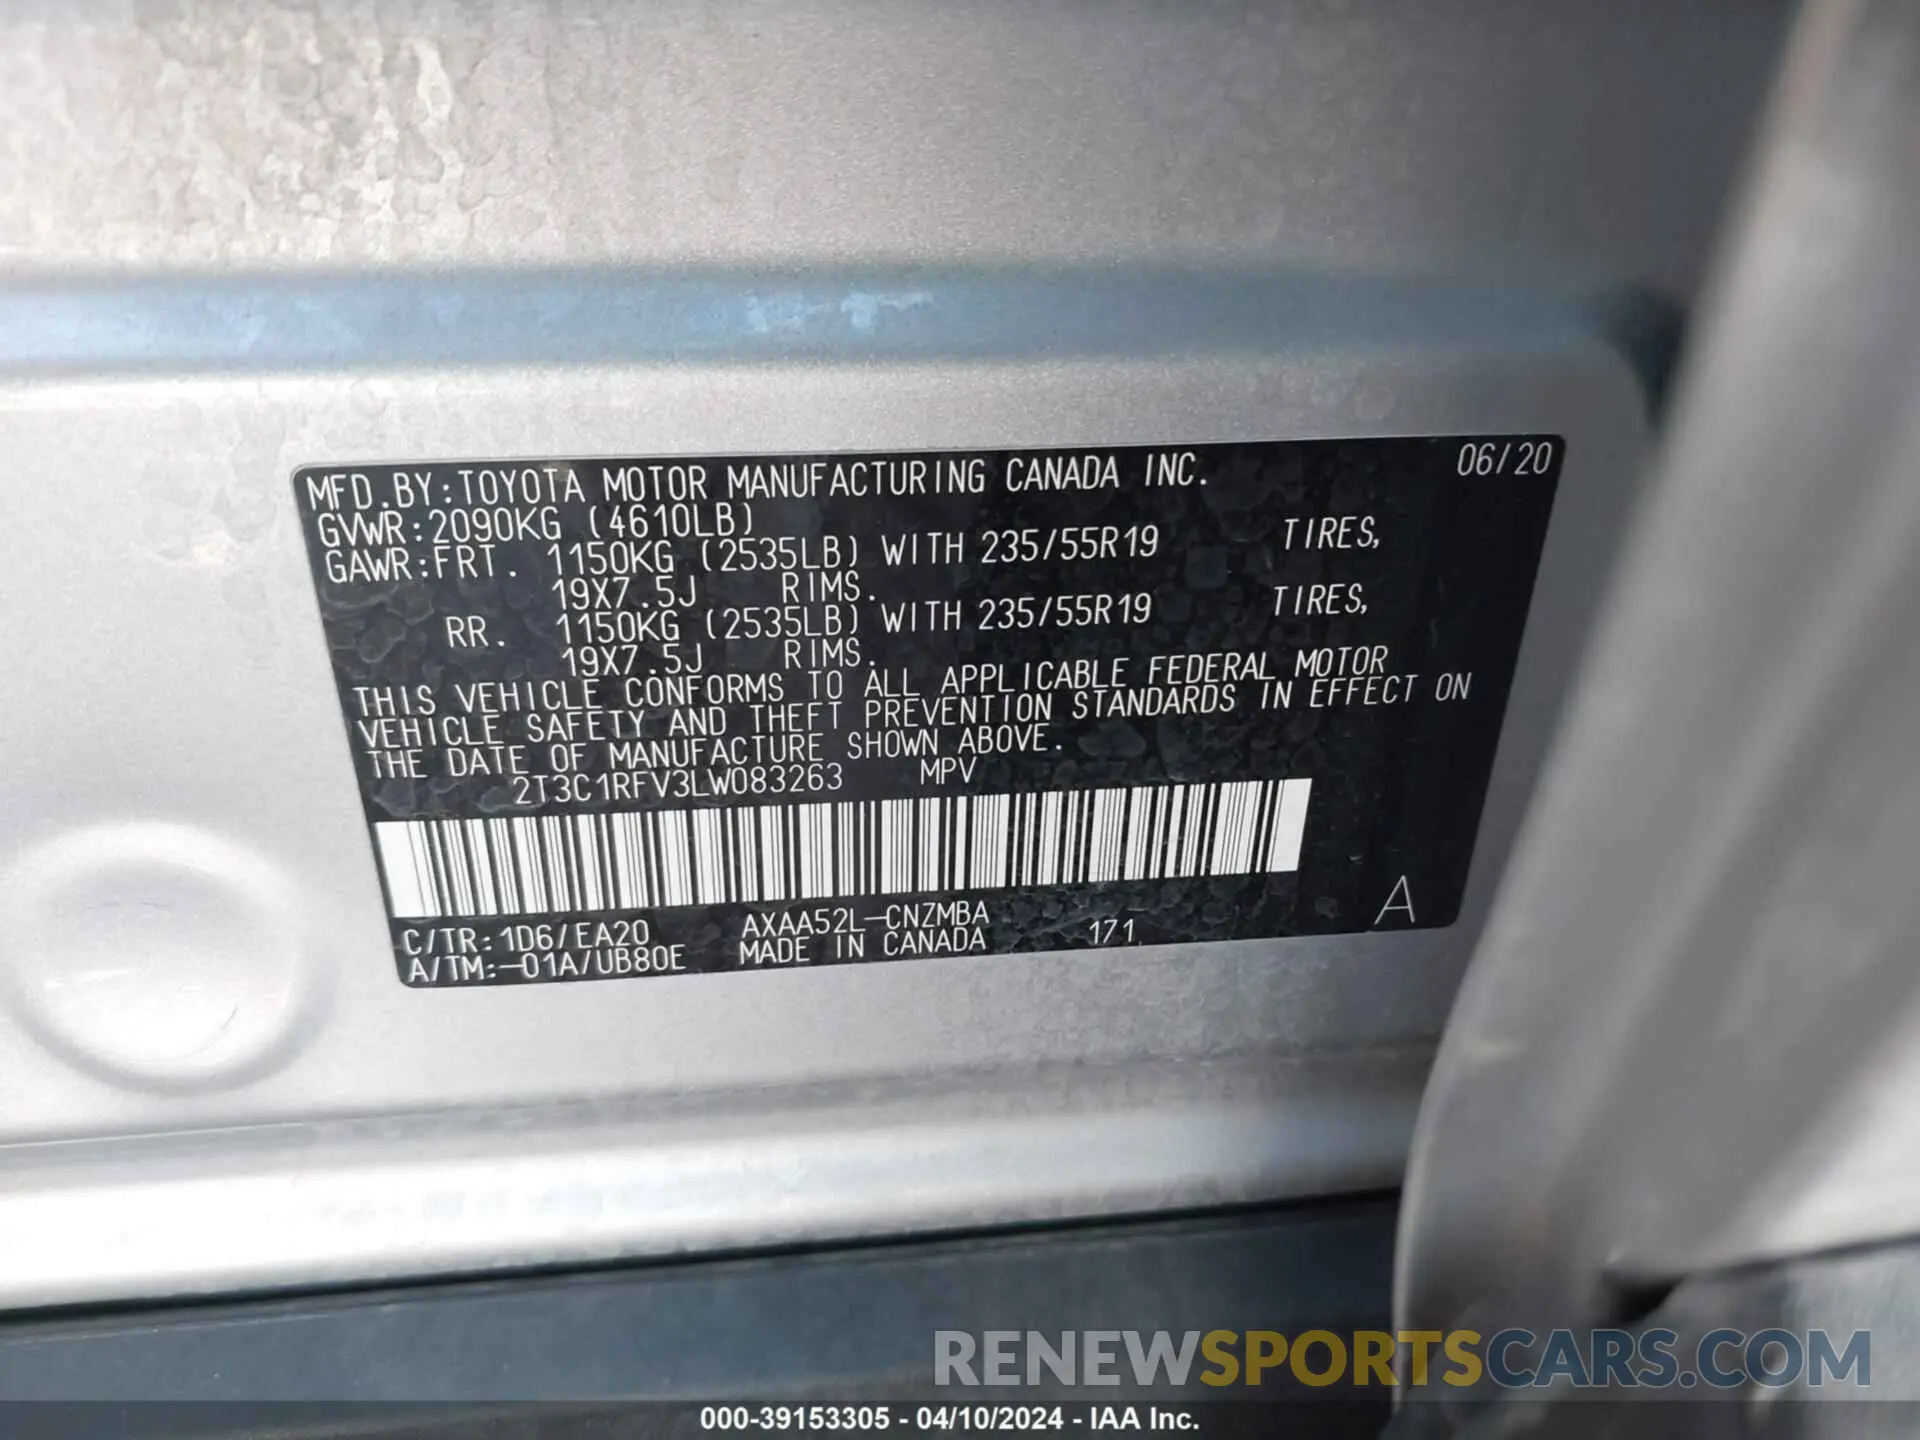 MFD.BY:TOYOTA MOTOR MANUFACTURING CANADA INC. 06/20
GVWR:2090KG (4610LB)
GAWR:FRT. 1150KG (2535LB) WITH 235/55R19 TIRES,
19X7.5J RIMS.
RR. 1150KG (2535LB) WITH 235/55R19 TIRES,
19X7.5J RIMS.
THIS VEHICLE CONFORMS TO ALL APPLICABLE FEDERAL MOTOR
VEHICLE SAFETY AND THEFT PREVENTION STANDARDS IN EFFECT ON
THE DATE OF MANUFACTURE SHOWN ABOVE.
2T3C1RFV3LW083263 MPV
C/TR:1D6/EA20 AXAA52L-CNZMBA 171 A
A/TM:-01A/UB80E MADE IN CANADA
RENEWSPORTSCARS.COM
000-39153305 - 04/10/2024 - IAA Inc.